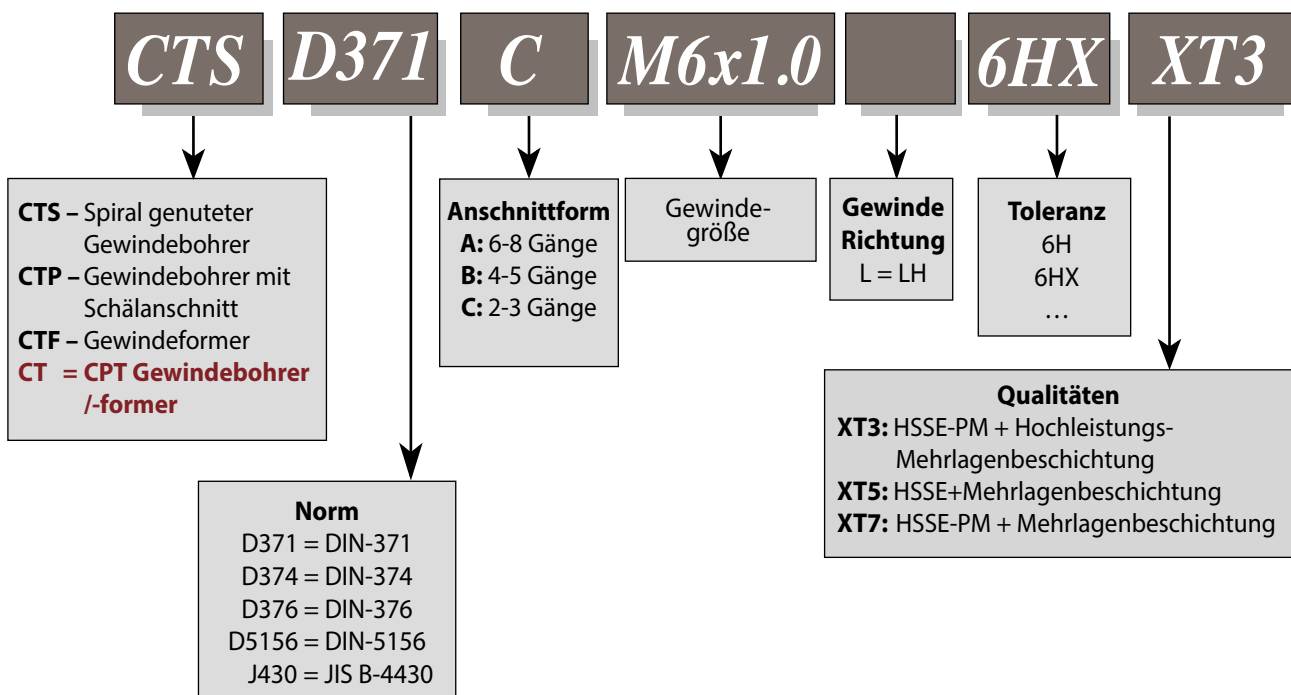 CTS D371 C M6x1.0 6HX XT3
CTS – Spiral genuteter
Gewindebohrer
CTP – Gewindebohrer mit
Schälanschnitt
CTF – Gewindeformer
CT = CPT Gewindebohrer
/-former
Norm
D371 = DIN-371
D374 = DIN-374
D376 = DIN-376
D5156 = DIN-5156
J430 = JIS B-4430
Anschnittform
A: 6-8 Gänge
B: 4-5 Gänge
C: 2-3 Gänge
Gewinde-
größe
Gewinde
Richtung
L = LH
Toleranz
6H
6HX
...
Qualitäten
XT3: HSSE-PM + Hochleistungs-
Mehrlagenbeschichtung
XT5: HSSE+Mehrlagenbeschichtung
XT7: HSSE-PM + Mehrlagenbeschichtung